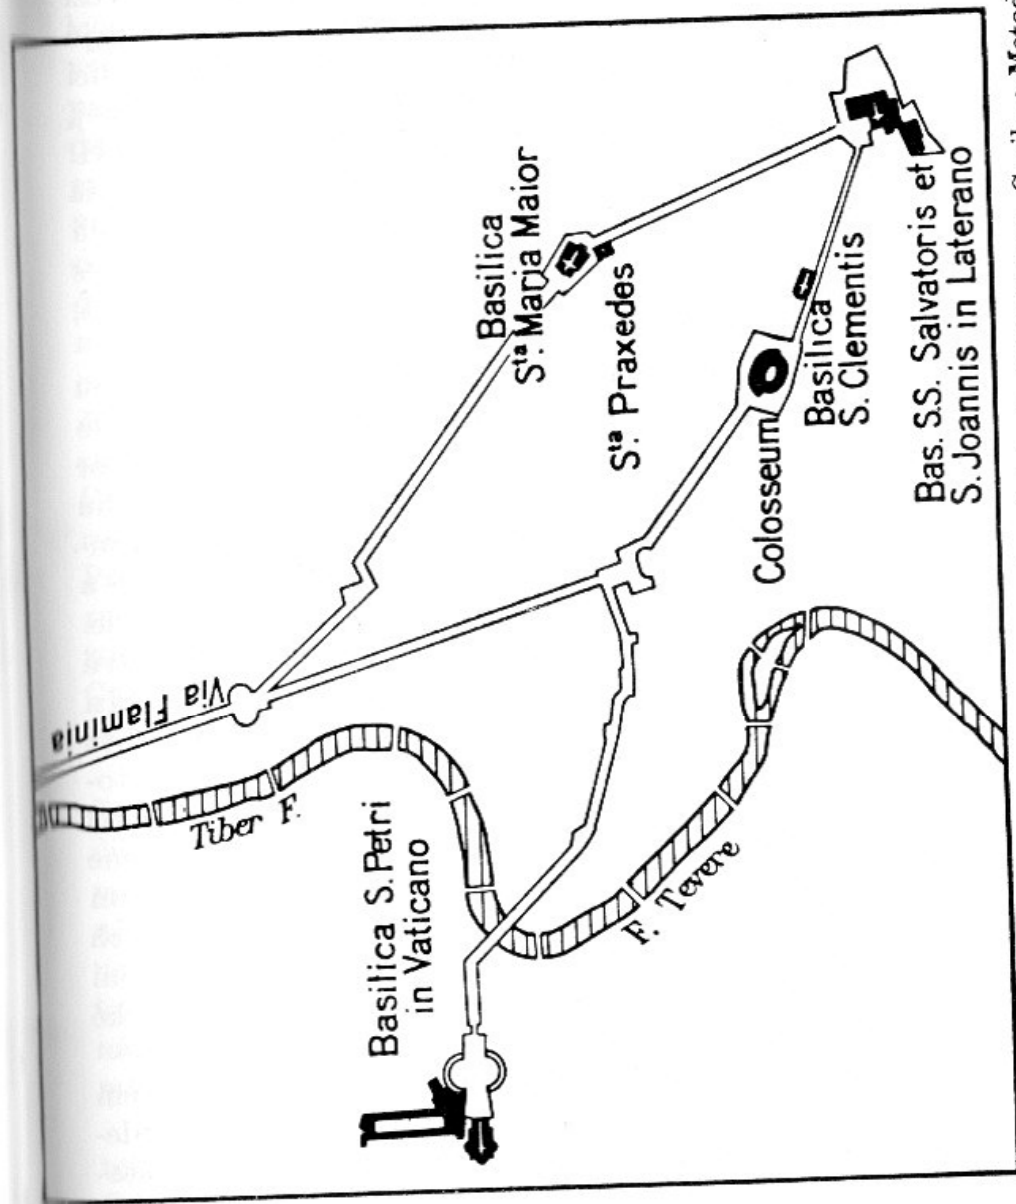 Via Flaminia
Tiber F.
Basilica S. Petri
in Vaticano
F. Tevere
Basilica
Sᵗᵃ. Maria Maior
Sᵗᵃ. Praxedes
Colosseum
Basilica
S. Clementis
Bas. S.S. Salvatoris et
S. Joannis in Laterano